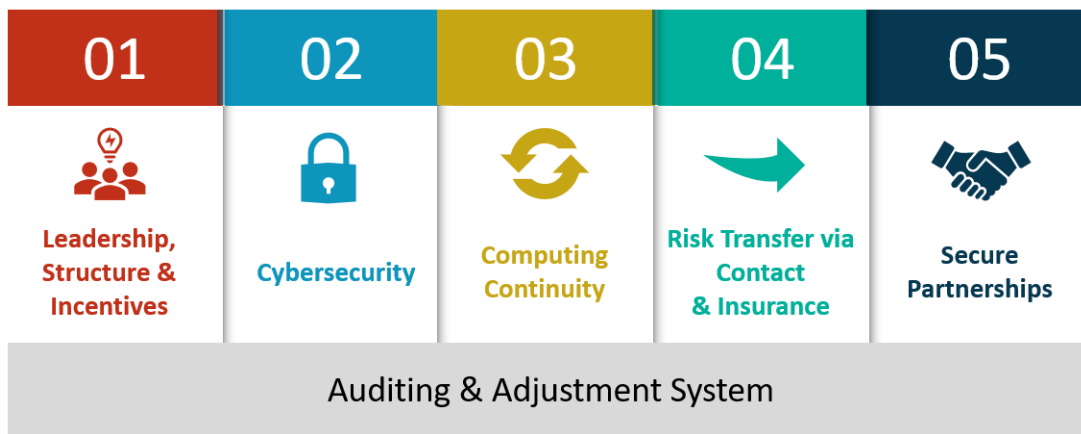 01
02
03
04
05
Leadership,
Structure &
Incentives
Cybersecurity
Computing
Continuity
Risk Transfer via
Contact
& Insurance
Secure
Partnerships
Auditing & Adjustment System